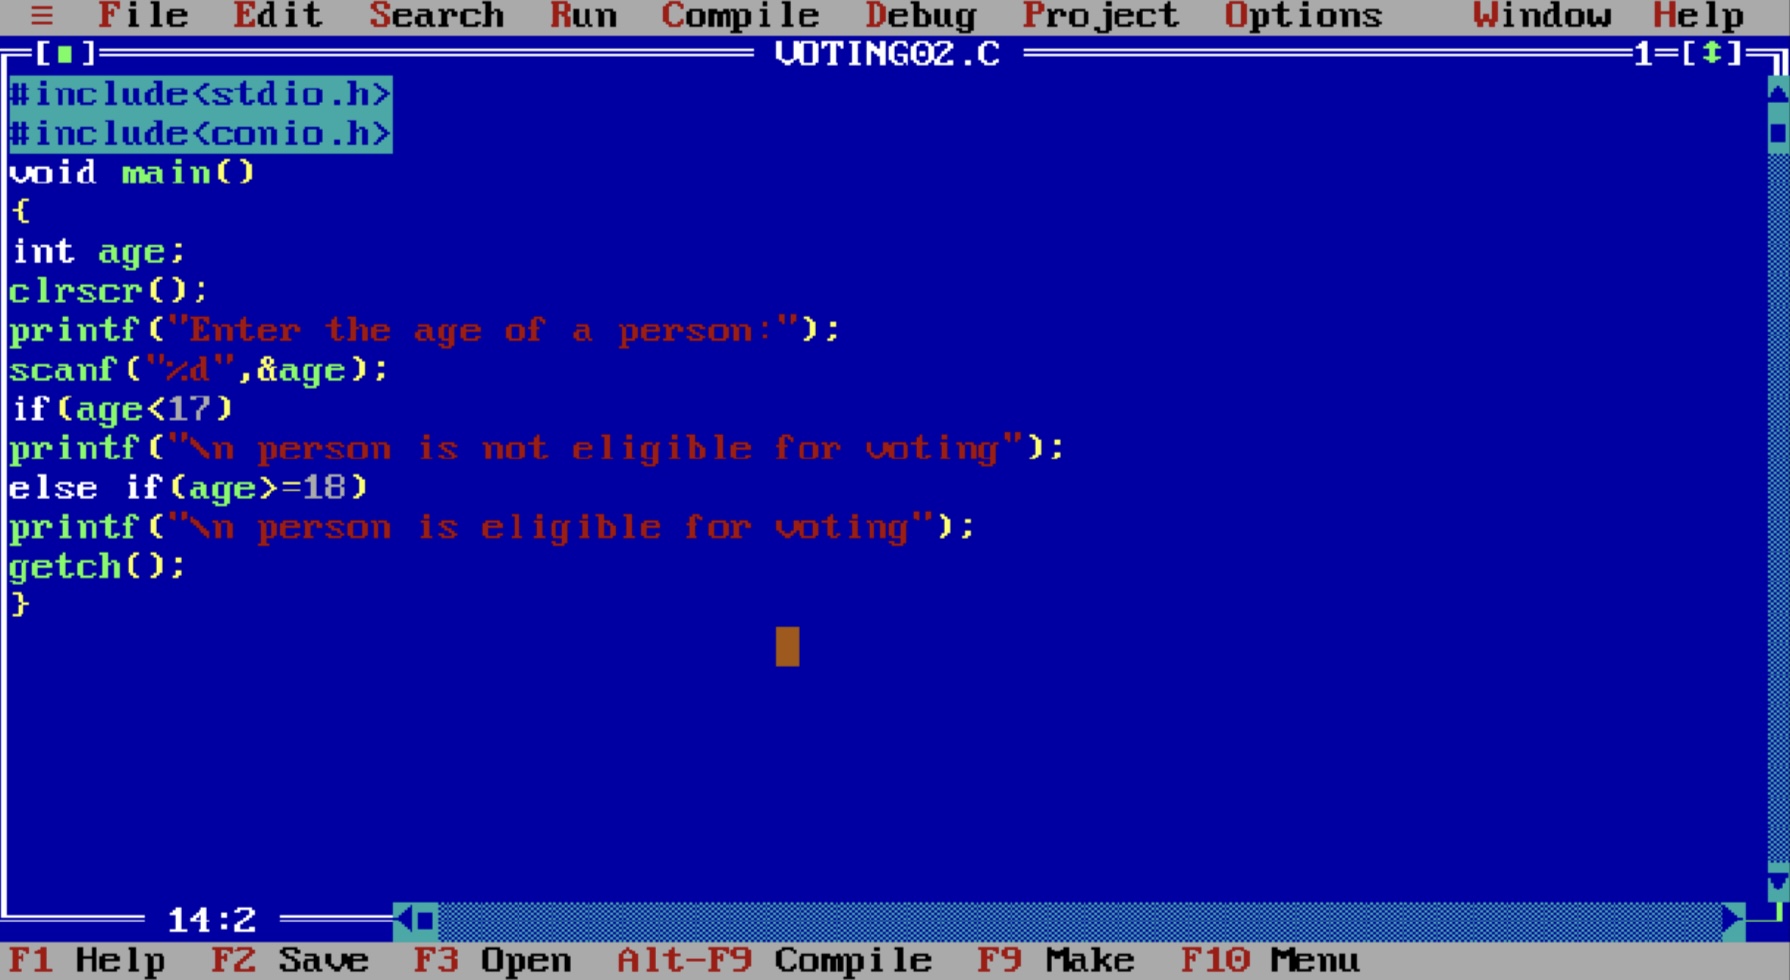 ≡ File Edit Search Run Compile Debug Project Options Window Help
[■] VOTING02.C 1=[↕]
#include<stdio.h>
#include<conio.h>
void main()
{
int age;
clrscr();
printf("Enter the age of a person:");
scanf("%d",&age);
if(age<17)
printf("\n person is not eligible for voting");
else if(age>=18)
printf("\n person is eligible for voting");
getch();
}
14:2
F1 Help F2 Save F3 Open Alt-F9 Compile F9 Make F10 Menu